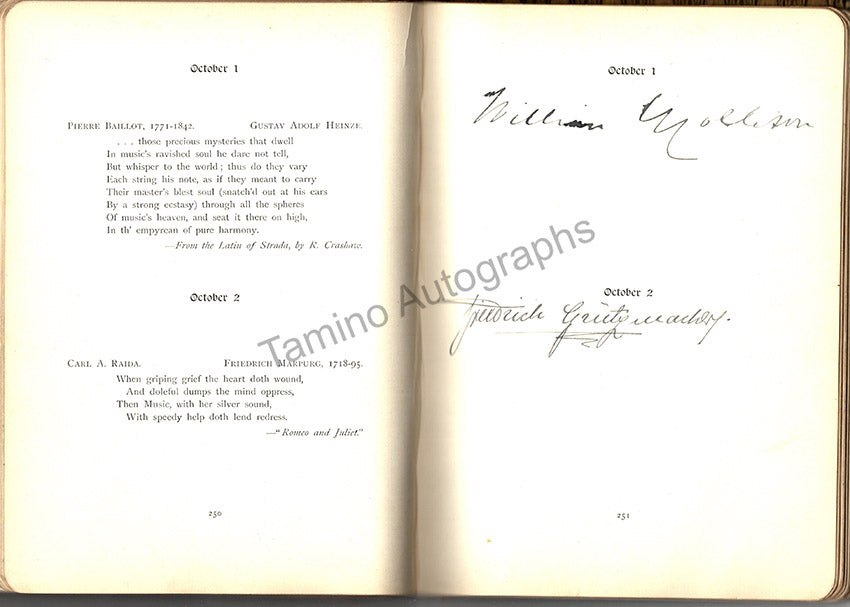 October 1
PIERRE BAILLOT, 1771-1842. GUSTAV ADOLF HEINZE.
. . . those precious mysteries that dwell
In music's ravished soul he dare not tell,
But whisper to the world ; thus do they vary
Each string his note, as if they meant to carry
Their master's blest soul (snatch'd out at his ears
By a strong ecstasy) through all the spheres
Of music's heaven, and seat it there on high,
In th' empyrean of pure harmony.
—From the Latin of Strada, by R. Crashaw.
October 2
CARL A. RAIDA. FRIEDRICH MARPURG, 1718-95.
When griping grief the heart doth wound,
And doleful dumps the mind oppress,
Then Music, with her silver sound,
With speedy help doth lend redress.
—"Romeo and Juliet."
250
October 1
William Mollison
October 2
Friedrich Grützmacher.
251
Tamino Autographs